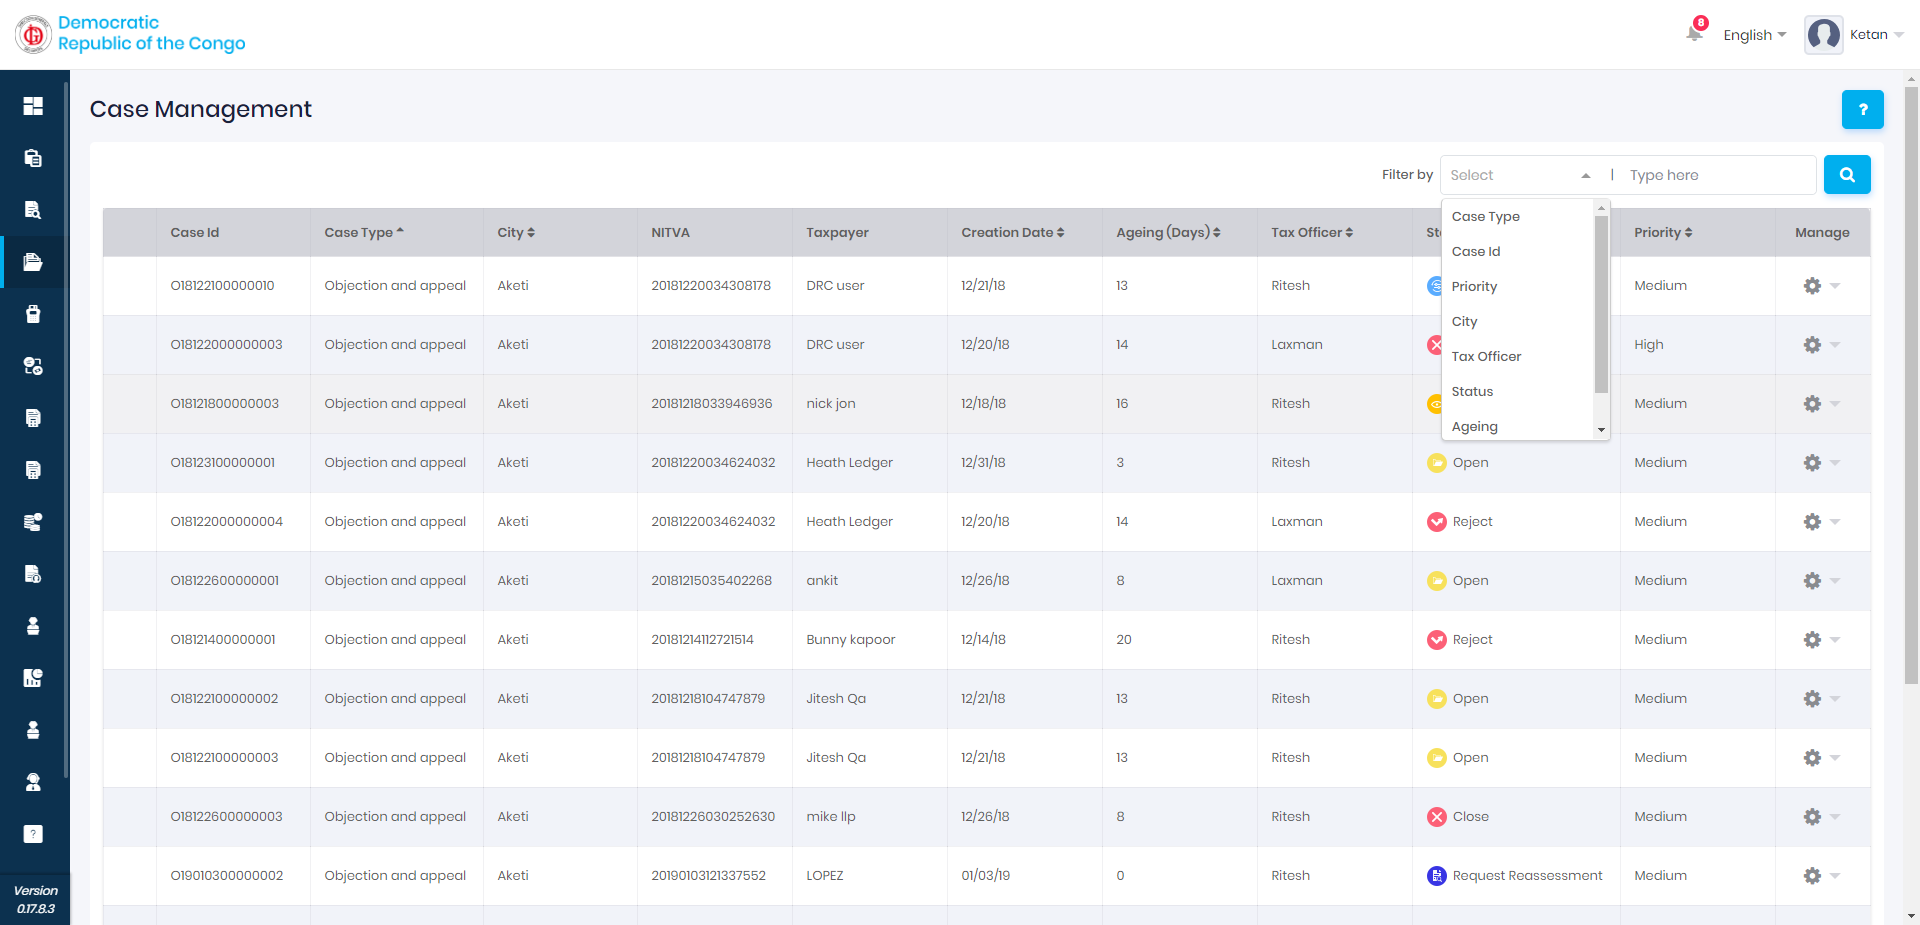 Democratic
Republic of the Congo
8
English
Ketan
Case Management
?
Filter by Select | Type here
Case Id Case Type City NITVA Taxpayer Creation Date Ageing (Days) Tax Officer Priority Manage
Case Type
Case Id
Priority
City
Tax Officer
Status
Ageing
O18122100000010 Objection and appeal Aketi 20181220034308178 DRC user 12/21/18 13 Ritesh Medium
O18122000000003 Objection and appeal Aketi 20181220034308178 DRC user 12/20/18 14 Laxman High
O18121800000003 Objection and appeal Aketi 20181218033946936 nick jon 12/18/18 16 Ritesh Medium
O18123100000001 Objection and appeal Aketi 20181220034624032 Heath Ledger 12/31/18 3 Ritesh Open Medium
O18122000000004 Objection and appeal Aketi 20181220034624032 Heath Ledger 12/20/18 14 Laxman Reject Medium
O18122600000001 Objection and appeal Aketi 20181215035402268 ankit 12/26/18 8 Laxman Open Medium
O18121400000001 Objection and appeal Aketi 20181214112721514 Bunny kapoor 12/14/18 20 Ritesh Reject Medium
O18122100000002 Objection and appeal Aketi 20181218104747879 Jitesh Qa 12/21/18 13 Ritesh Open Medium
O18122100000003 Objection and appeal Aketi 20181218104747879 Jitesh Qa 12/21/18 13 Ritesh Open Medium
O18122600000003 Objection and appeal Aketi 20181226030252630 mike llp 12/26/18 8 Ritesh Close Medium
O19010300000002 Objection and appeal Aketi 20190103121337552 LOPEZ 01/03/19 0 Ritesh Request Reassessment Medium
Version
0.17.8.3